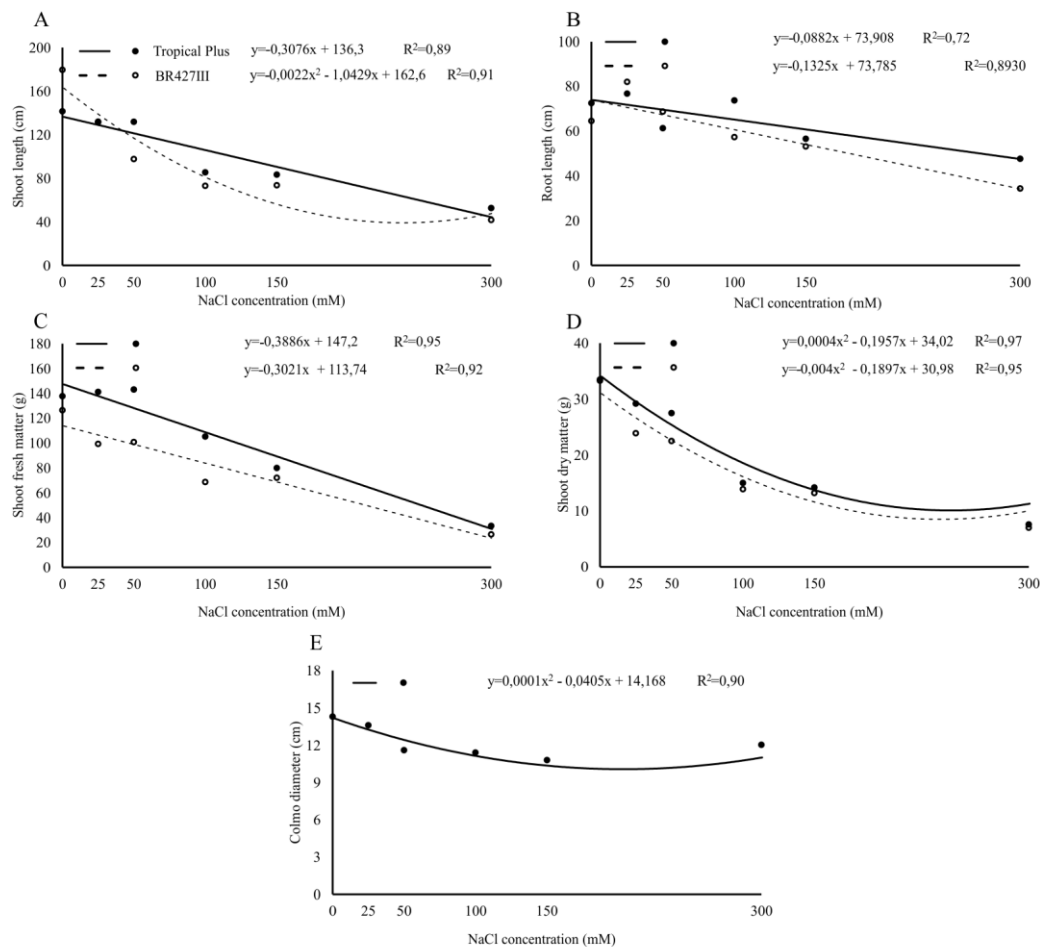 A
Tropical Plus y=-0,3076x + 136,3 R²=0,89
BR427III y=-0,0022x² - 1,0429x + 162,6 R²=0,91
200
160
120
80
40
0
Shoot length (cm)
0 25 50 100 150 300
NaCl concentration (mM)
B
y=-0,0882x + 73,908 R²=0,72
y=-0,1325x + 73,785 R²=0,8930
100
80
60
40
20
0
Root length (cm)
0 25 50 100 150 300
NaCl concentration (mM)
C
y=-0,3886x + 147,2 R²=0,95
y=-0,3021x + 113,74 R²=0,92
180
160
140
120
100
80
60
40
20
0
Shoot fresh matter (g)
0 25 50 100 150 300
NaCl concentration (mM)
D
y=0,0004x² - 0,1957x + 34,02 R²=0,97
y=-0,004x² - 0,1897x + 30,98 R²=0,95
40
30
20
10
0
Shoot dry matter (g)
0 25 50 100 150 300
NaCl concentration (mM)
E
y=0,0001x² - 0,0405x + 14,168 R²=0,90
18
15
12
9
6
3
0
Colmo diameter (cm)
0 25 50 100 150 300
NaCl concentration (mM)